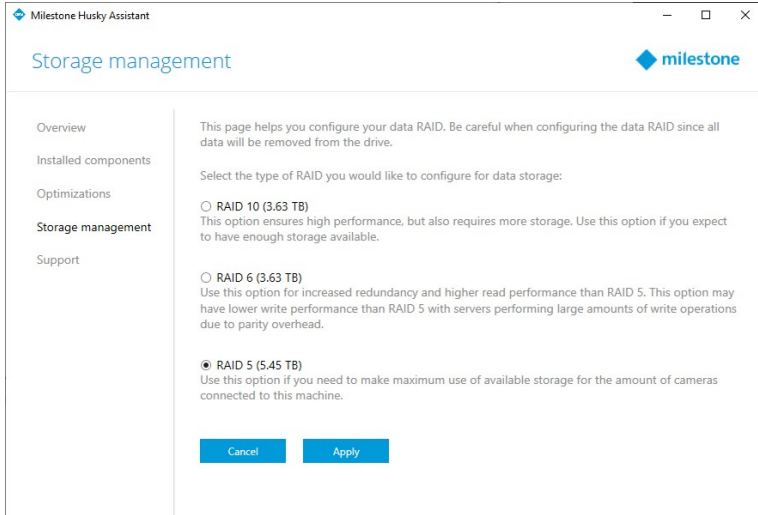 Milestone Husky Assistant
Storage management
milestone
Overview
Installed components
Optimizations
Storage management
Support
This page helps you configure your data RAID. Be careful when configuring the data RAID since all
data will be removed from the drive.
Select the type of RAID you would like to configure for data storage:
RAID 10 (3.63 TB)
This option ensures high performance, but also requires more storage. Use this option if you expect
to have enough storage available.
RAID 6 (3.63 TB)
Use this option for increased redundancy and higher read performance than RAID 5. This option may
have lower write performance than RAID 5 with servers performing large amounts of write operations
due to parity overhead.
RAID 5 (5.45 TB)
Use this option if you need to make maximum use of available storage for the amount of cameras
connected to this machine.
Cancel
Apply